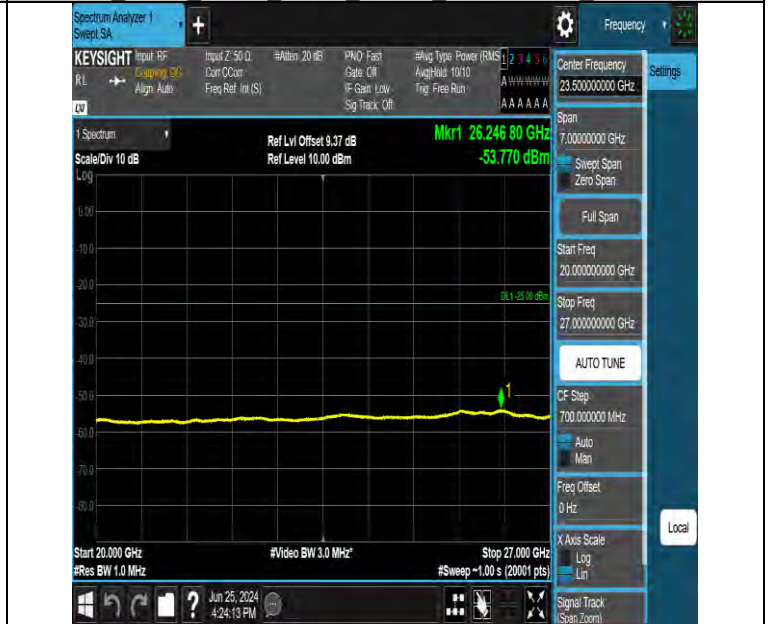 Spectrum Analyzer 1
Swept SA
+
Frequency
KEYSIGHT
RL
Input: RF
Coupling: DC
Align: Auto
Input Z: 50 Ω
Corr CCorr
Freq Ref: Int (S)
#Atten: 20 dB
PNO: Fast
Gate: Off
IF Gain: Low
Sig Track: Off
#Avg Type: Power (RMS
Avg|Hold: 10/10
Trig: Free Run
1 2 3 4 5 6
A W W W W W
A A A A A A
Center Frequency
23.500000000 GHz
Settings
Span
7.00000000 GHz
Swept Span
Zero Span
Full Span
Start Freq
20.000000000 GHz
Stop Freq
27.000000000 GHz
AUTO TUNE
CF Step
700.000000 MHz
Auto
Man
Freq Offset
0 Hz
X Axis Scale
Log
Lin
Local
Signal Track
(Span Zoom)
1 Spectrum
Scale/Div 10 dB
Ref Lvl Offset 9.37 dB
Ref Level 10.00 dBm
Mkr1 26.246 80 GHz
-53.770 dBm
Log
0.00
-10.0
-20.0
DL1 -25.00 dBm
-40.0
1
-50.0
-60.0
-70.0
-80.0
Start 20.000 GHz
#Res BW 1.0 MHz
#Video BW 3.0 MHz*
Stop 27.000 GHz
#Sweep ~1.00 s (20001 pts)
?
Jun 25, 2024
4:24:13 PM